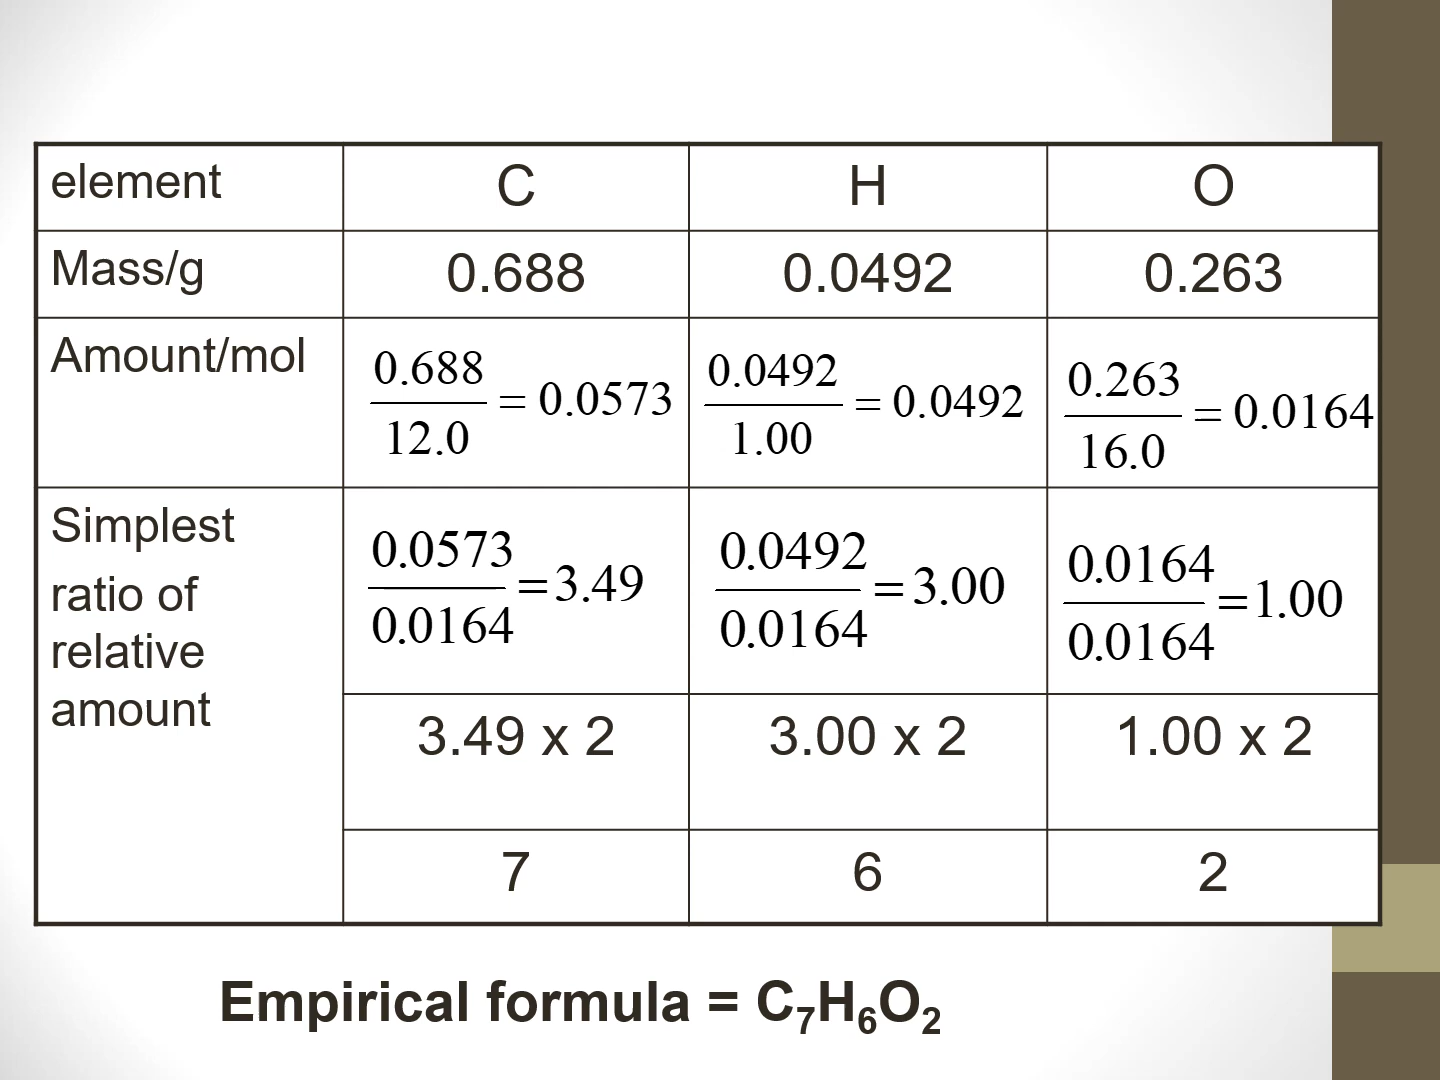 element C H O
Mass/g 0.688 0.0492 0.263
Amount/mol 0.688/12.0 = 0.0573 0.0492/1.00 = 0.0492 0.263/16.0 = 0.0164
Simplest
ratio of
relative
amount
0.0573/0.0164 = 3.49 0.0492/0.0164 = 3.00 0.0164/0.0164 = 1.00
3.49 x 2 3.00 x 2 1.00 x 2
7 6 2
Empirical formula = C₇H₆O₂